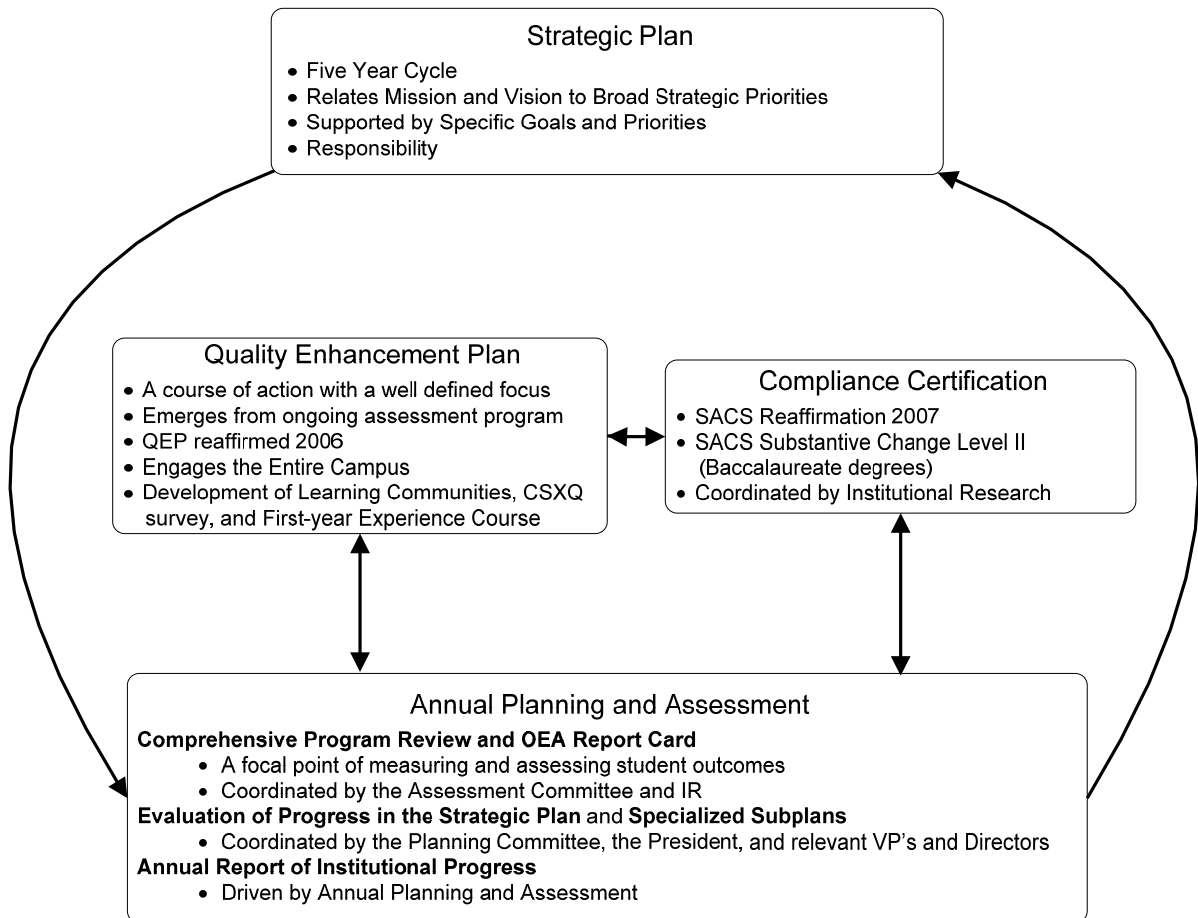 Strategic Plan
• Five Year Cycle
• Relates Mission and Vision to Broad Strategic Priorities
• Supported by Specific Goals and Priorities
• Responsibility
Quality Enhancement Plan
• A course of action with a well defined focus
• Emerges from ongoing assessment program
• QEP reaffirmed 2006
• Engages the Entire Campus
• Development of Learning Communities, CSXQ
survey, and First-year Experience Course
Compliance Certification
• SACS Reaffirmation 2007
• SACS Substantive Change Level II
(Baccalaureate degrees)
• Coordinated by Institutional Research
Annual Planning and Assessment
Comprehensive Program Review and OEA Report Card
• A focal point of measuring and assessing student outcomes
• Coordinated by the Assessment Committee and IR
Evaluation of Progress in the Strategic Plan and Specialized Subplans
• Coordinated by the Planning Committee, the President, and relevant VP's and Directors
Annual Report of Institutional Progress
• Driven by Annual Planning and Assessment